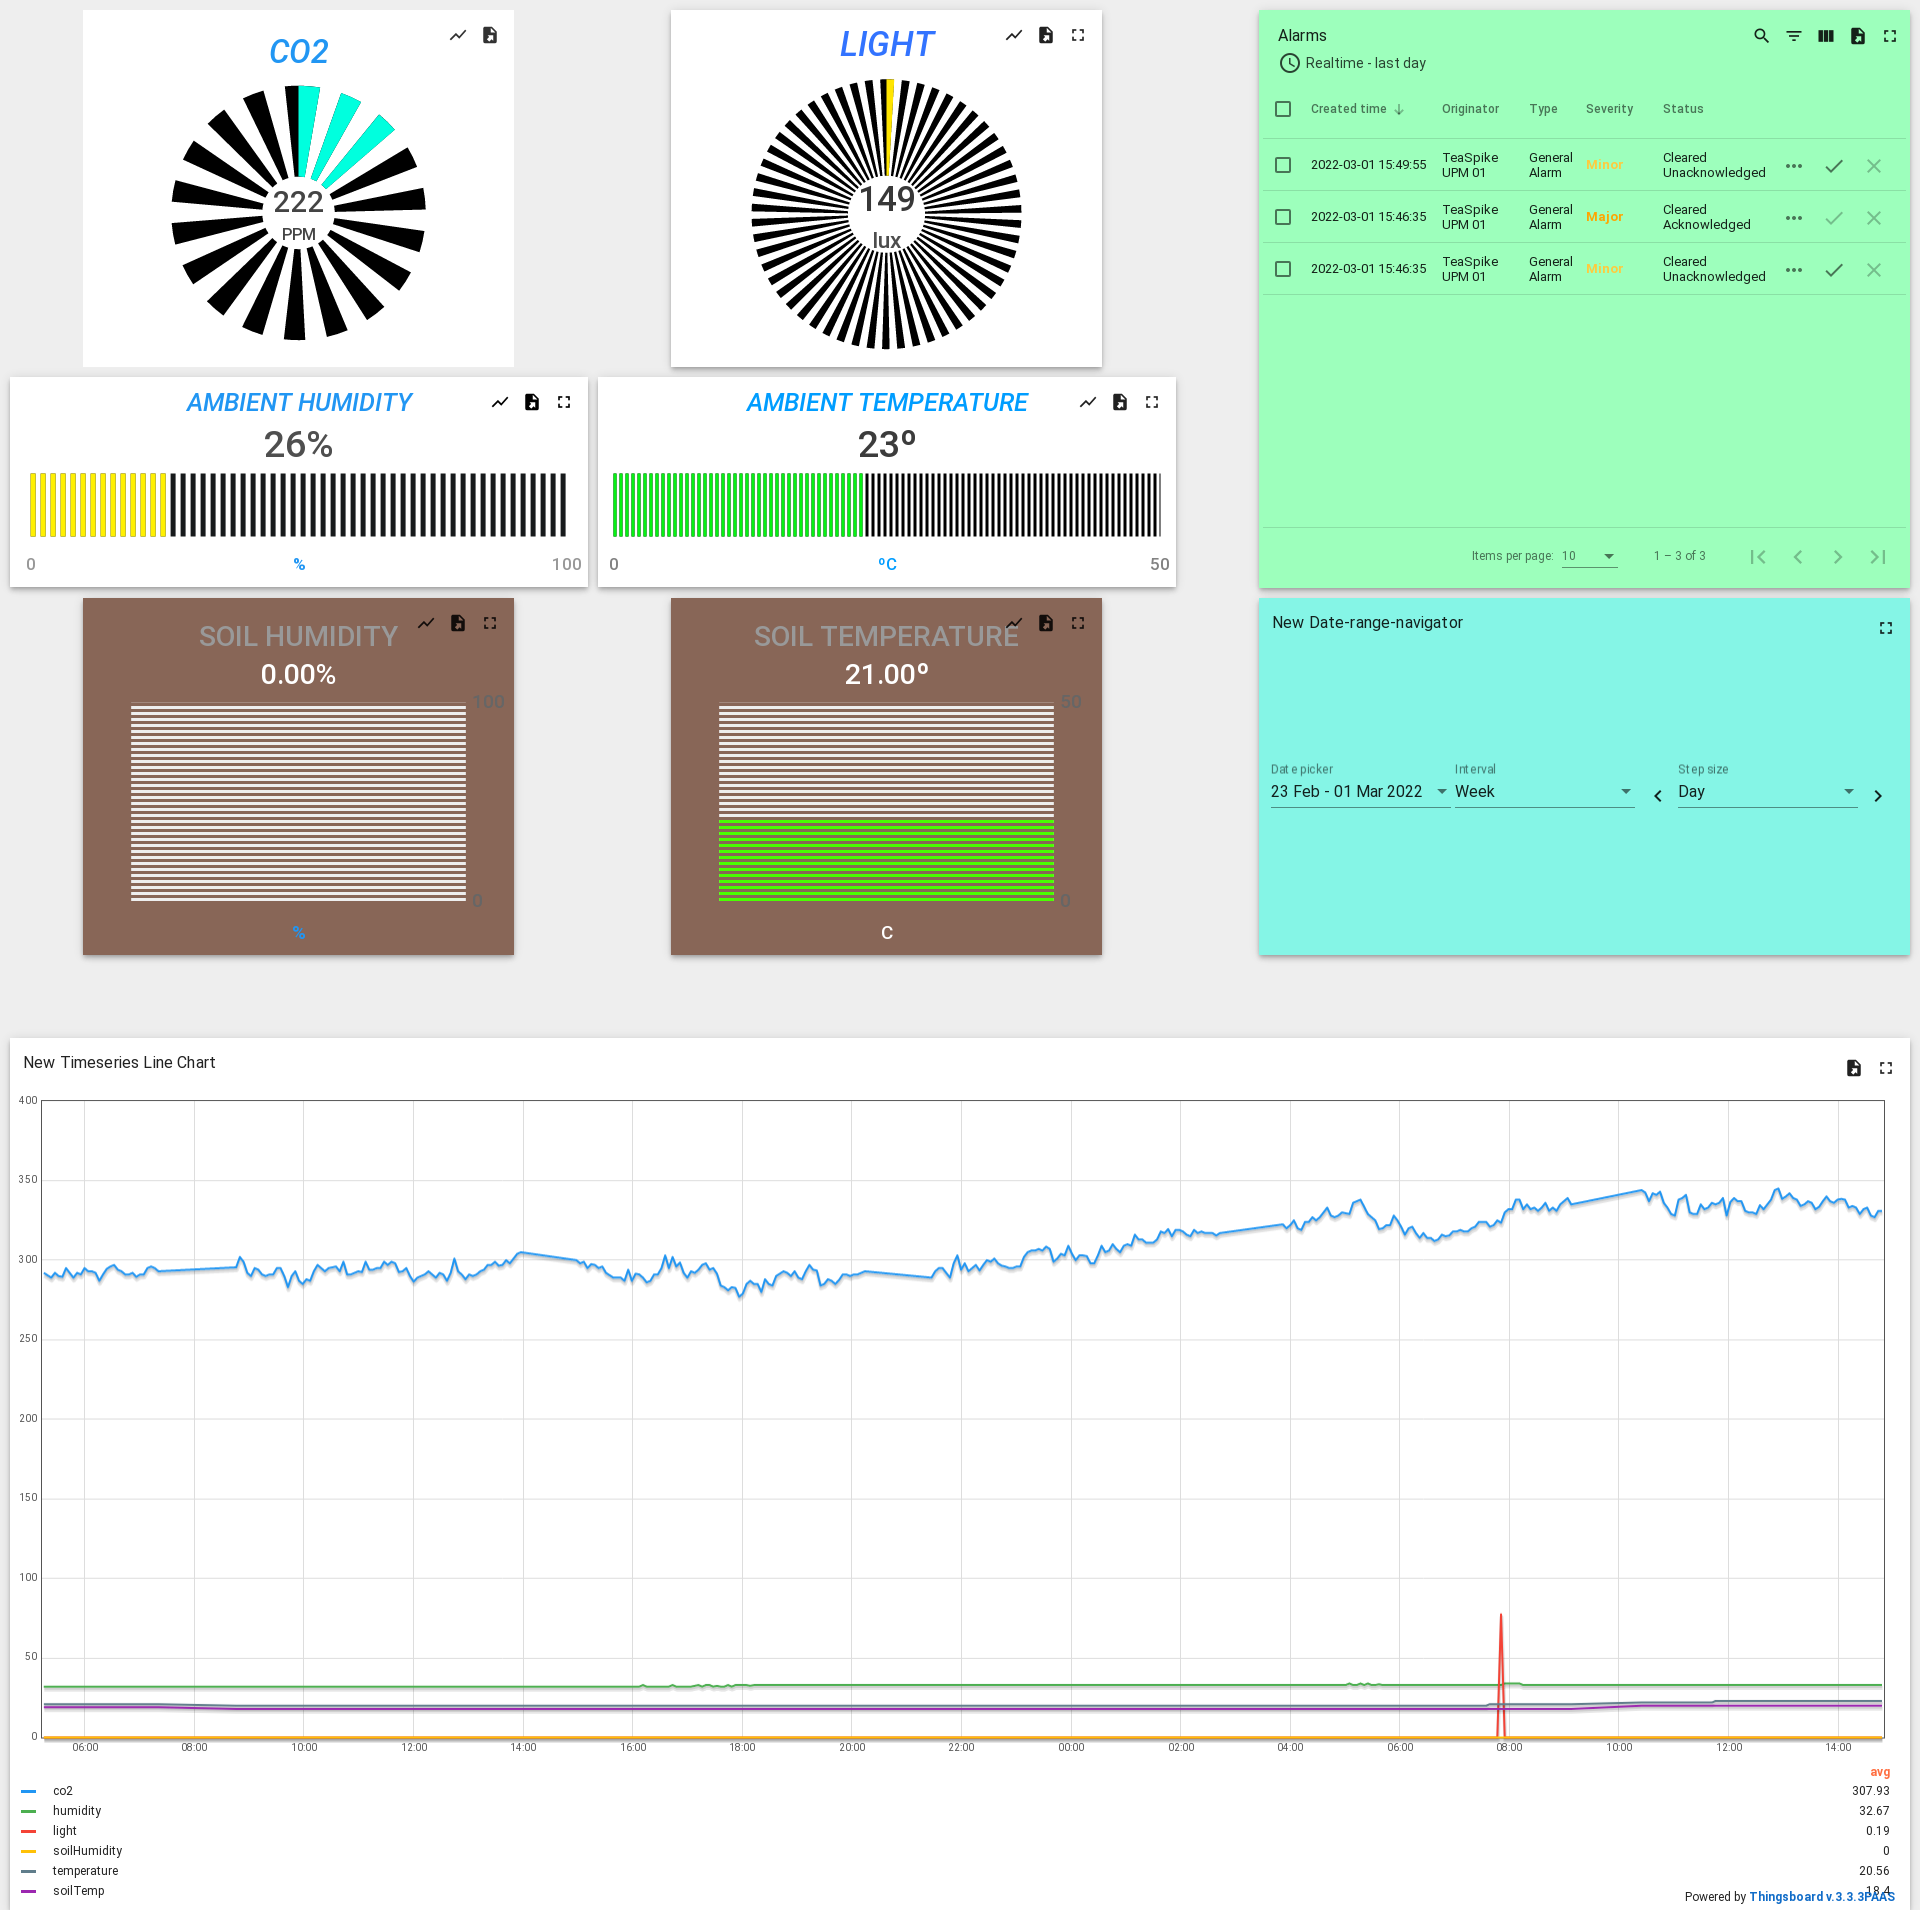 CO2
222
PPM
LIGHT
149
lux
Alarms
Realtime - last day
Created time Originator Type Severity Status
2022-03-01 15:49:55 TeaSpike UPM 01 General Alarm Minor Cleared Unacknowledged
2022-03-01 15:46:35 TeaSpike UPM 01 General Alarm Major Cleared Acknowledged
2022-03-01 15:46:35 TeaSpike UPM 01 General Alarm Minor Cleared Unacknowledged
Items per page: 10 1 – 3 of 3
AMBIENT HUMIDITY
26%
0 % 100
AMBIENT TEMPERATURE
23º
0 ºC 50
SOIL HUMIDITY
0.00%
100
0
%
SOIL TEMPERATURE
21.00º
50
0
C
New Date-range-navigator
Date picker Interval Step size
23 Feb - 01 Mar 2022 Week Day
New Timeseries Line Chart
400
350
300
250
200
150
100
50
0
06:00 08:00 10:00 12:00 14:00 16:00 18:00 20:00 22:00 00:00 02:00 04:00 06:00 08:00 10:00 12:00 14:00
avg
co2 307.93
humidity 32.67
light 0.19
soilHumidity 0
temperature 20.56
soilTemp 18.4
Powered by Thingsboard v.3.3.3PAAS